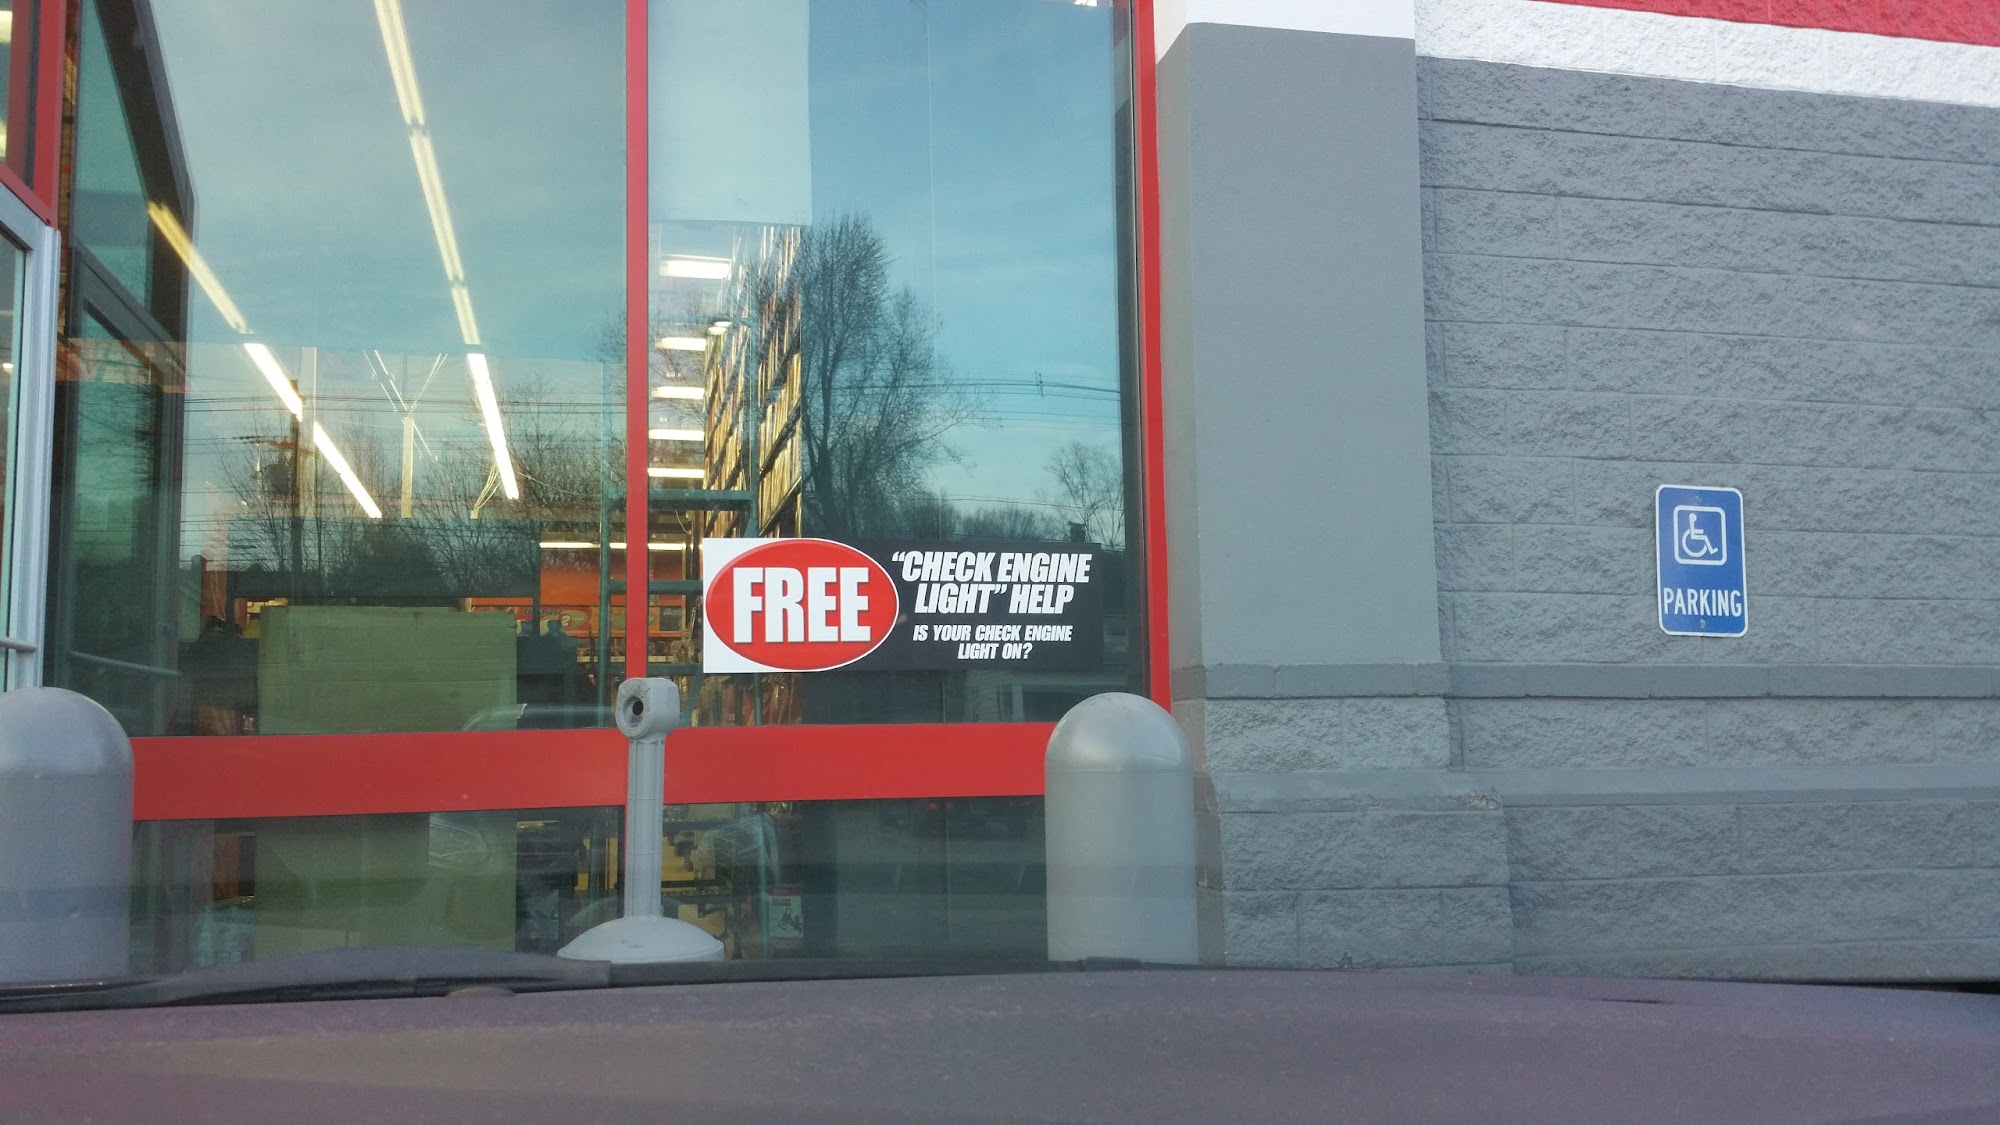 FREE
"CHECK ENGINE
LIGHT" HELP
IS YOUR CHECK ENGINE
LIGHT ON?
PARKING